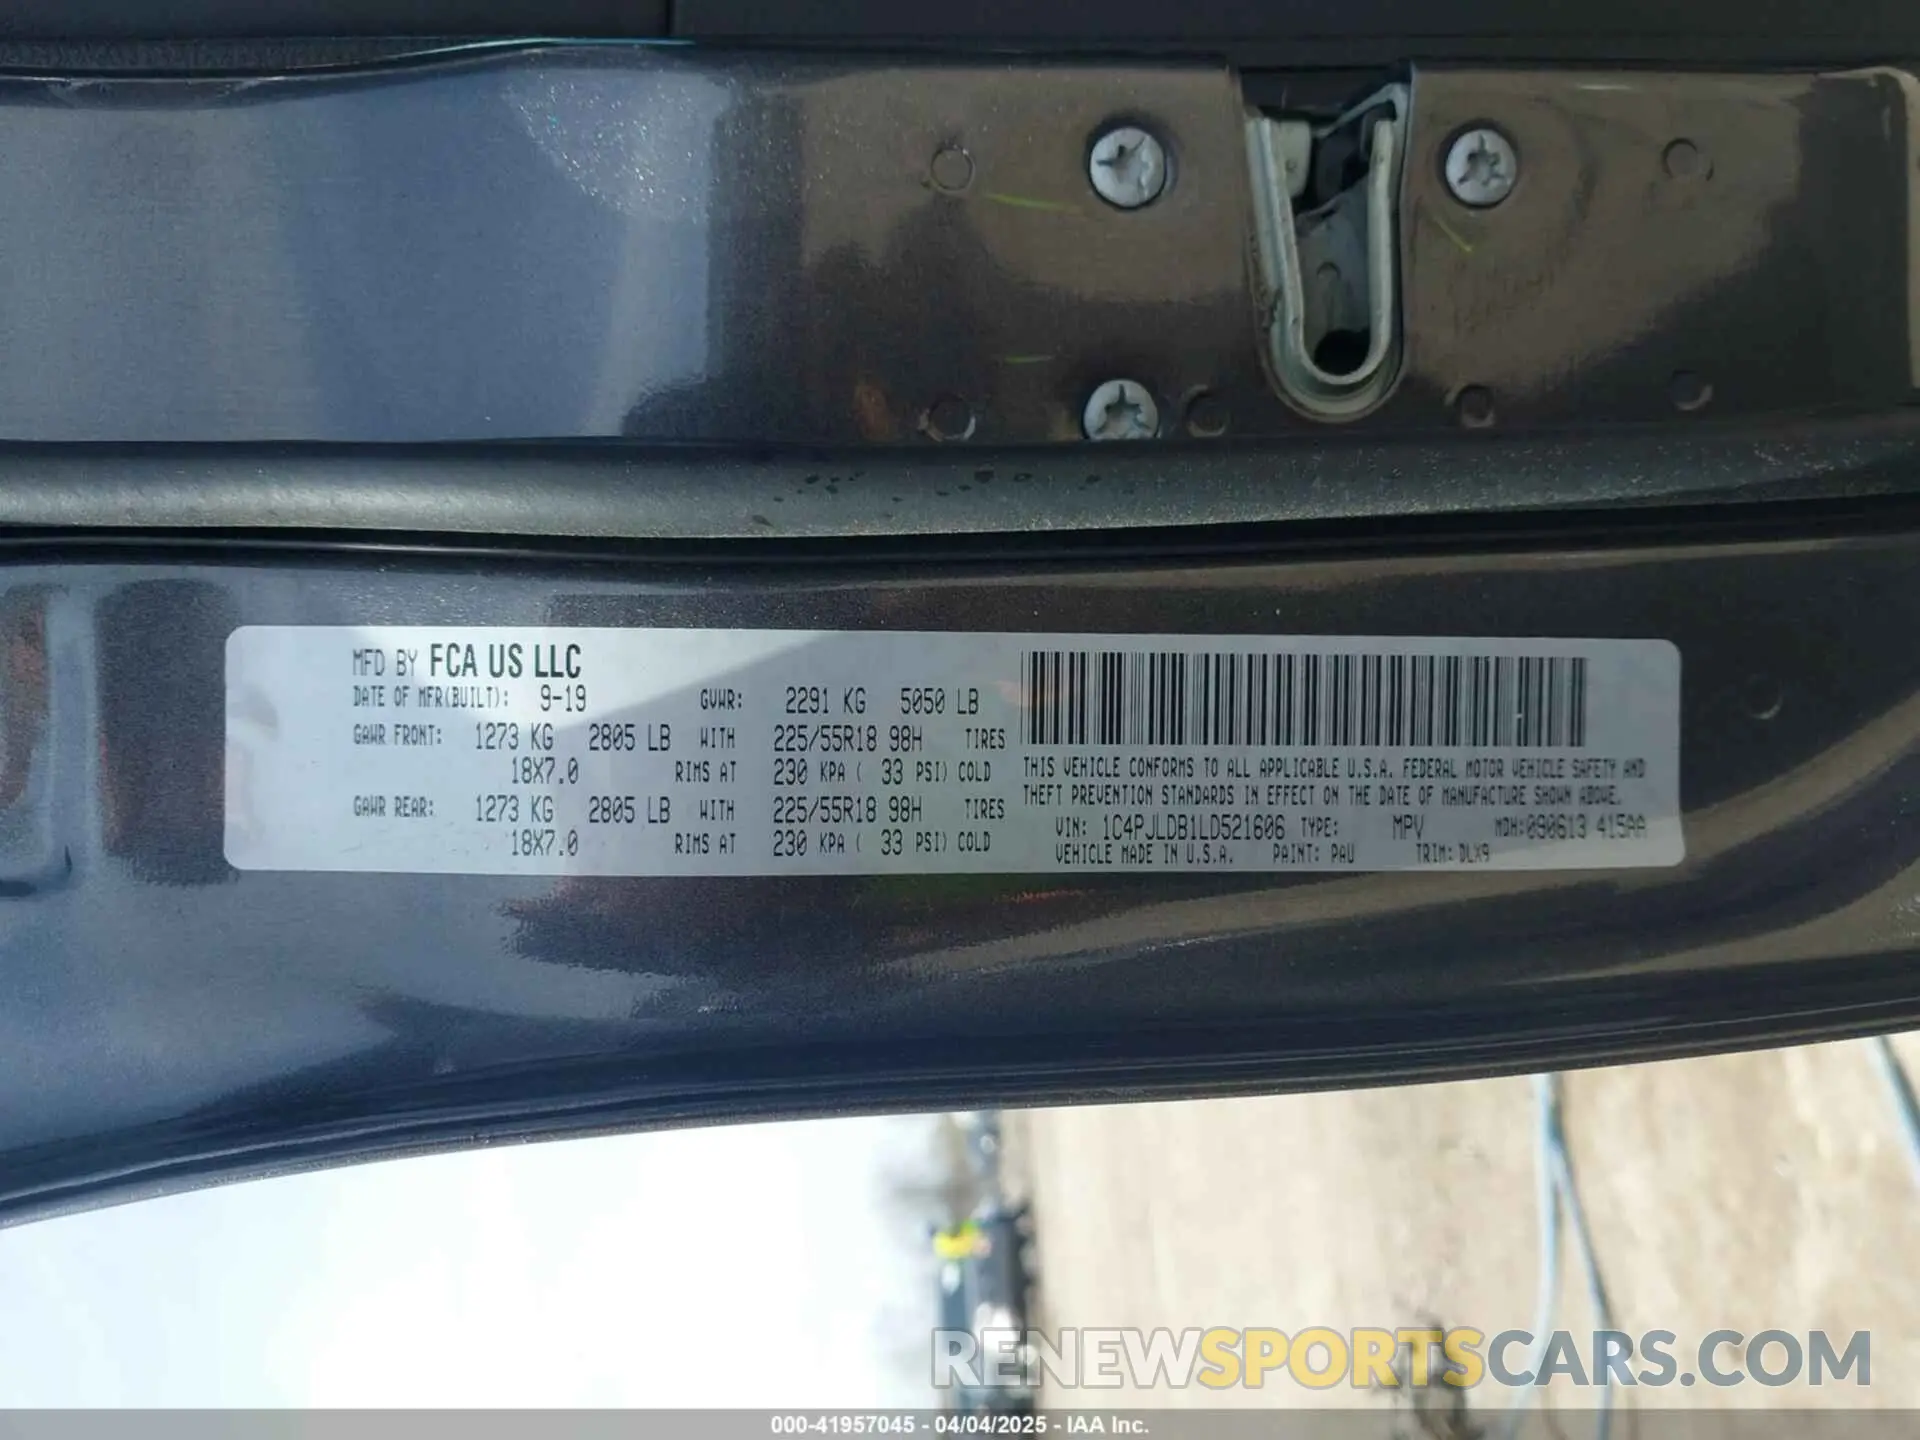 MFD BY FCA US LLC
DATE OF MFR(BUILT): 9-19 GVWR: 2291 KG 5050 LB
GAWR FRONT: 1273 KG 2805 LB WITH 225/55R18 98H TIRES
18X7.0 RIMS AT 230 KPA ( 33 PSI) COLD
GAWR REAR: 1273 KG 2805 LB WITH 225/55R18 98H TIRES
18X7.0 RIMS AT 230 KPA ( 33 PSI) COLD
THIS VEHICLE CONFORMS TO ALL APPLICABLE U.S.A. FEDERAL MOTOR VEHICLE SAFETY AND
THEFT PREVENTION STANDARDS IN EFFECT ON THE DATE OF MANUFACTURE SHOWN ABOVE.
VIN: 1C4PJLDB1LD521606 TYPE: MPV MDH:090613 415AA
VEHICLE MADE IN U.S.A. PAINT: PAU TRIM: DLX9
RENEWSPORTSCARS.COM
000-41957045 - 04/04/2025 - IAA Inc.